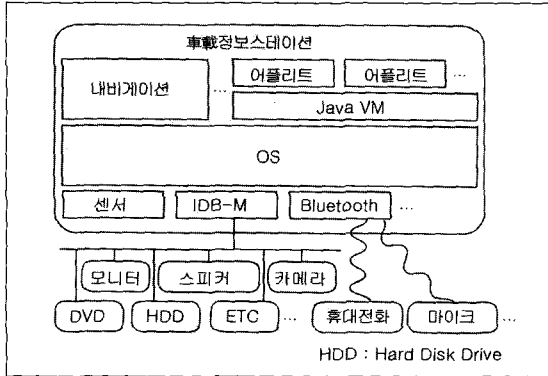 車載정보스테이션
내비게이션 … 어플리트 어플리트 …
Java VM
OS
센서 IDB-M Bluetooth …
모니터 스피커 카메라
DVD HDD ETC … 휴대전화 마이크 …
HDD : Hard Disk Drive